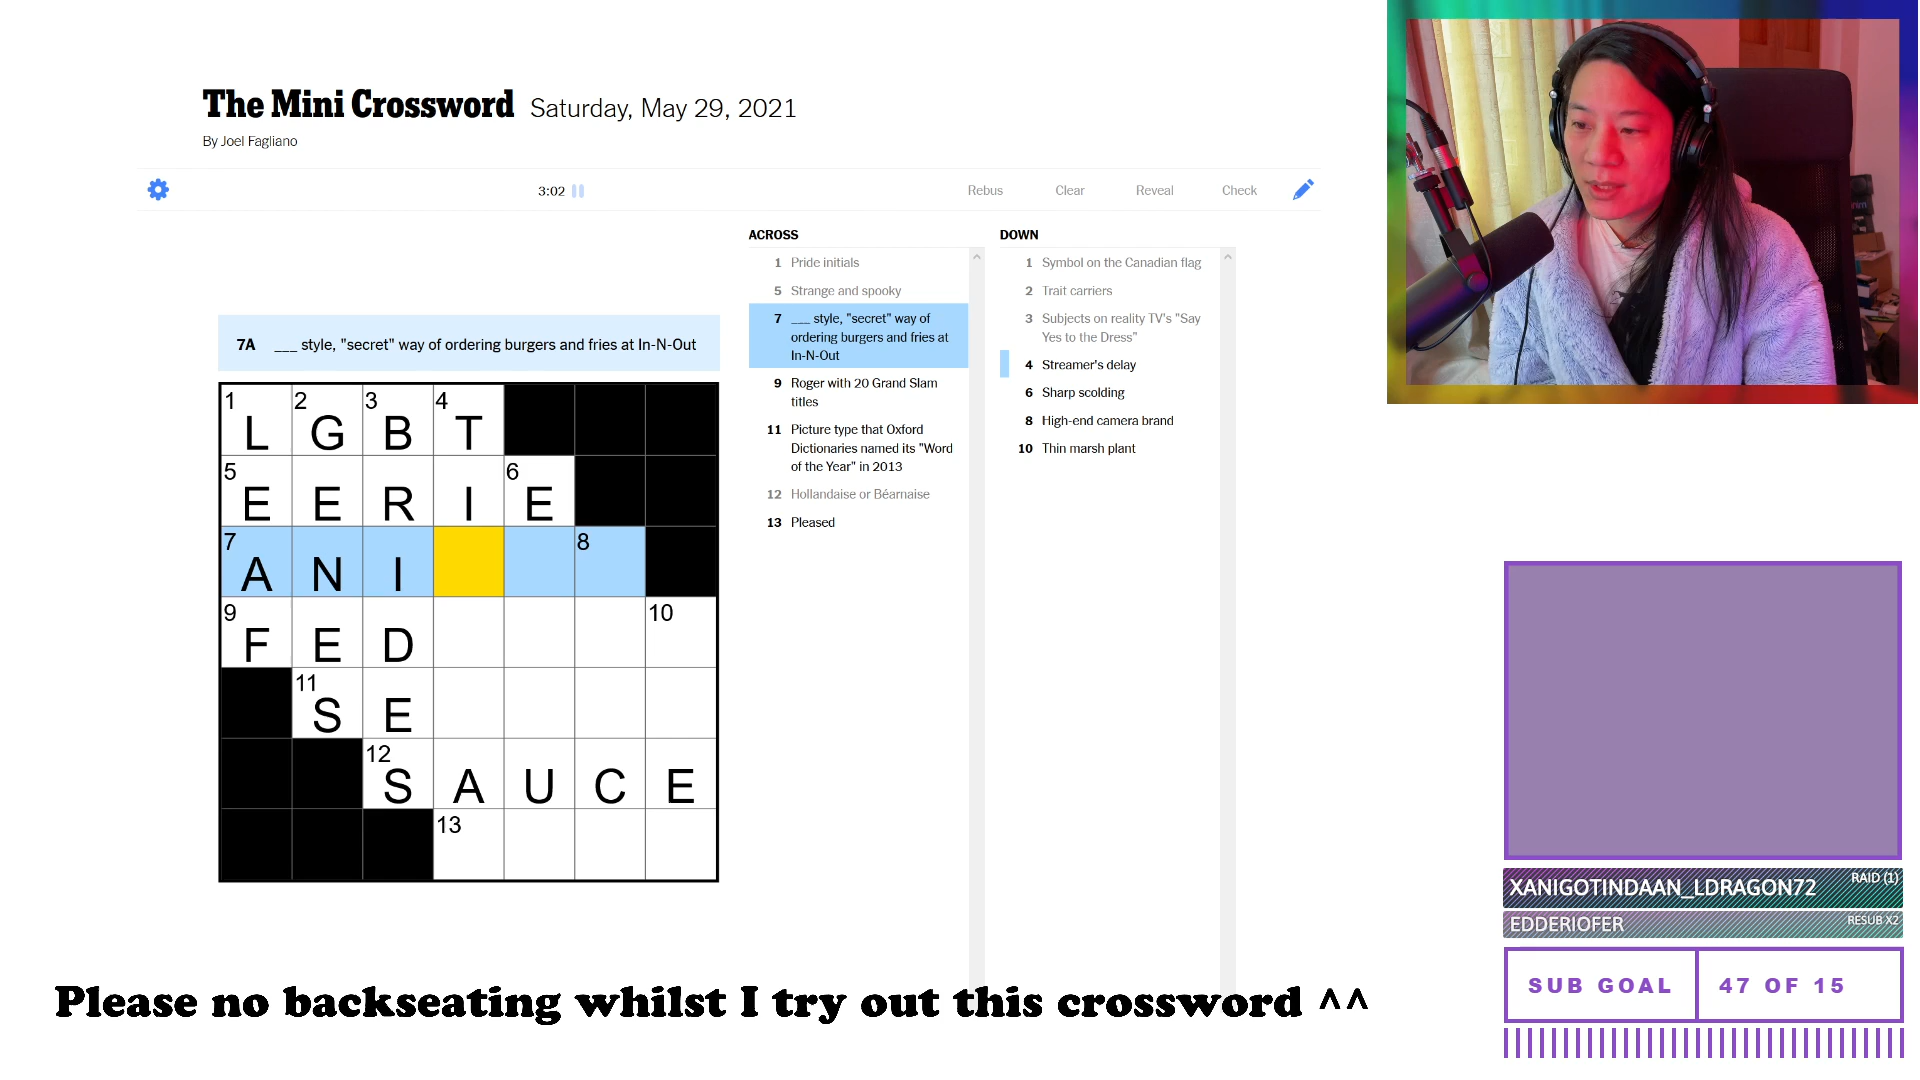 The Mini Crossword Saturday, May 29, 2021
By Joel Fagliano
3:02 Rebus Clear Reveal Check
7A ___ style, "secret" way of ordering burgers and fries at In-N-Out
1 L 2 G 3 B 4 T
5 E E R I 6 E
7 A N I 8
9 F E D 10
11 S E
12 S A U C E
13
ACROSS
1 Pride initials
5 Strange and spooky
7 ___ style, "secret" way of
ordering burgers and fries at
In-N-Out
9 Roger with 20 Grand Slam
titles
11 Picture type that Oxford
Dictionaries named its "Word
of the Year" in 2013
12 Hollandaise or Béarnaise
13 Pleased
DOWN
1 Symbol on the Canadian flag
2 Trait carriers
3 Subjects on reality TV's "Say
Yes to the Dress"
4 Streamer's delay
6 Sharp scolding
8 High-end camera brand
10 Thin marsh plant
XANIGOTINDAAN_LDRAGON72 RAID (1)
EDDERIOFER RESUB X2
SUB GOAL 47 OF 15
Please no backseating whilst I try out this crossword ^^